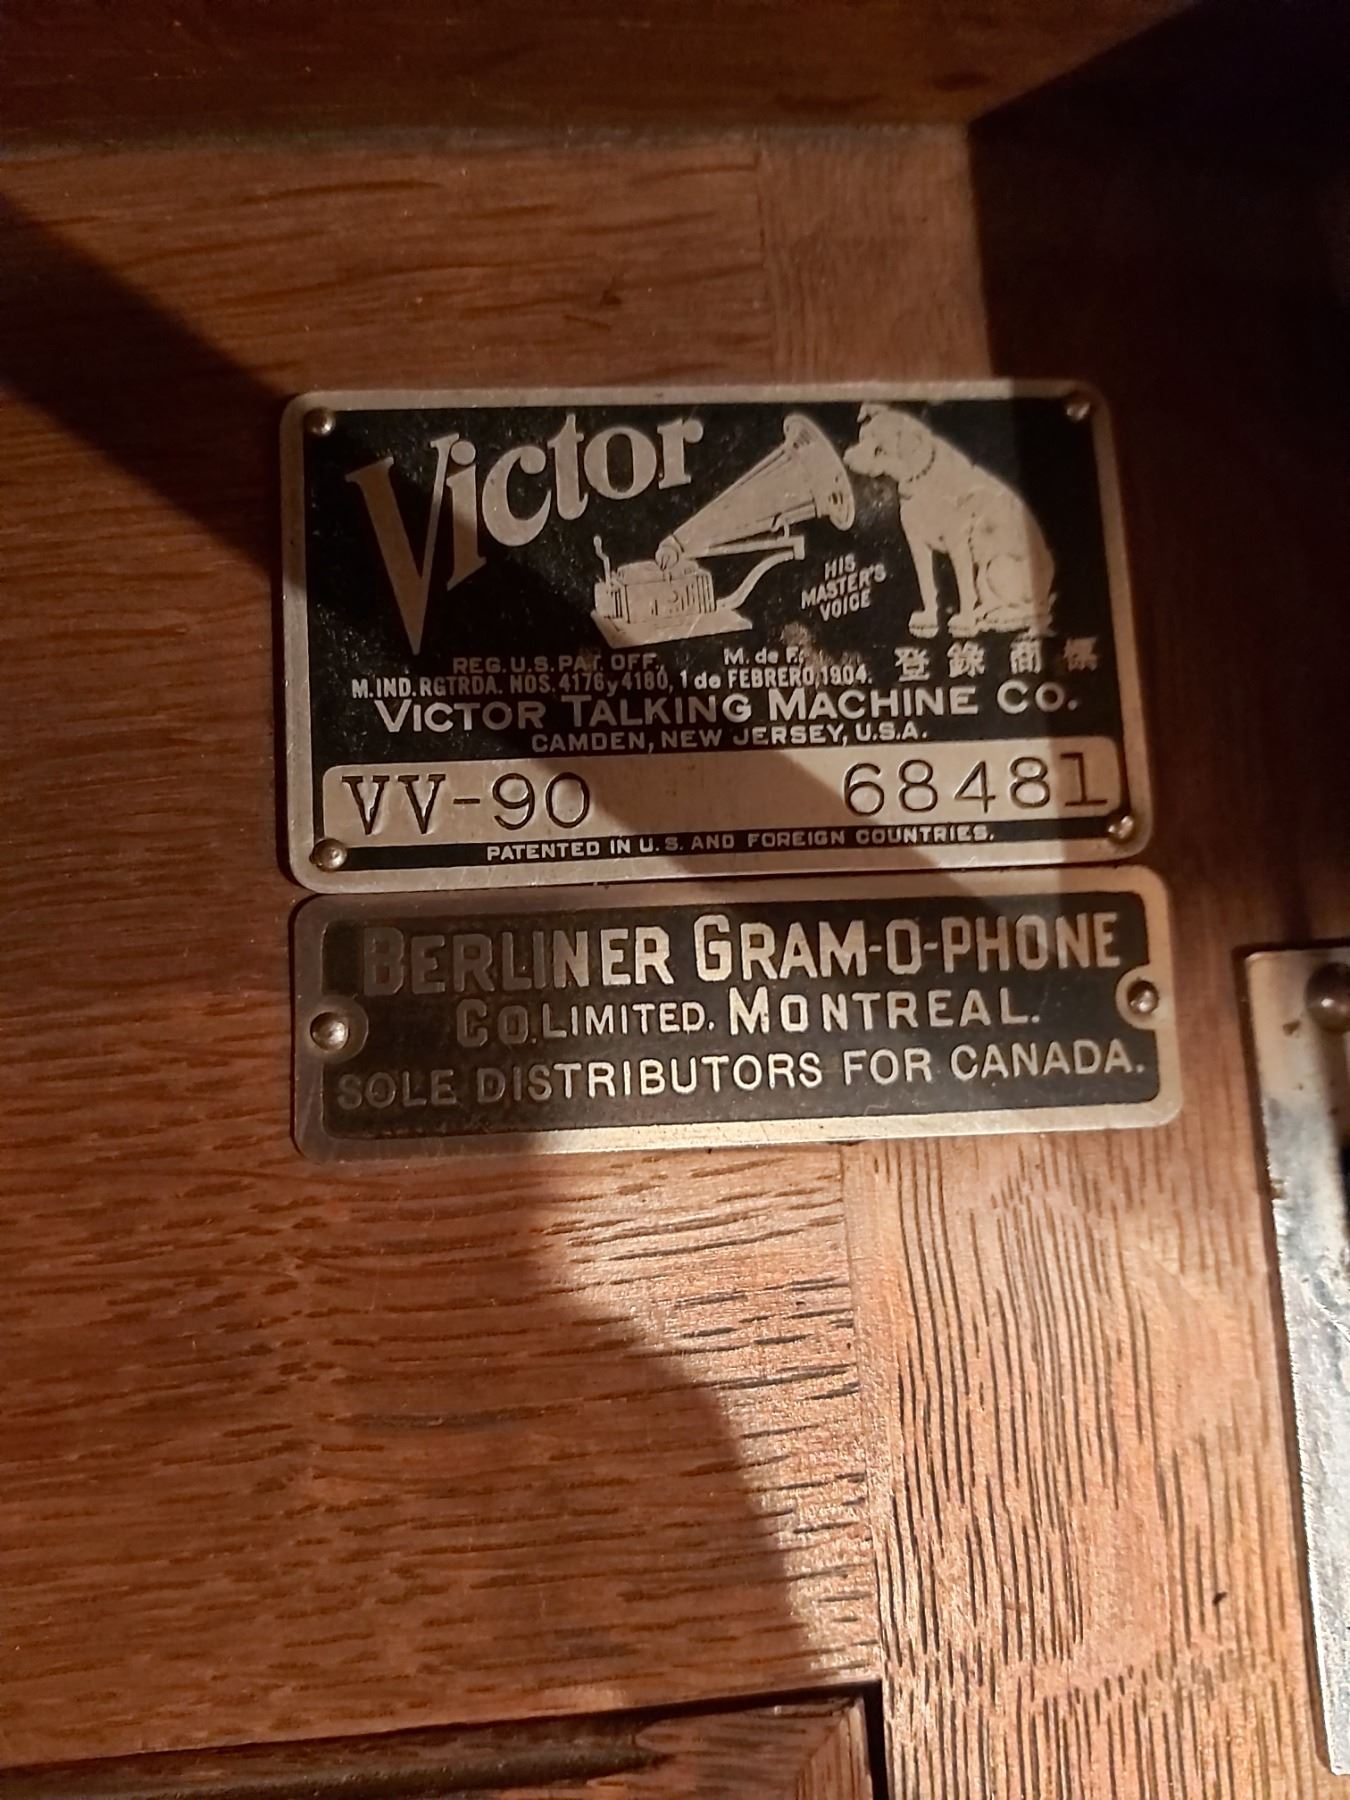 Victor
HIS
MASTER'S
VOICE
REG. U.S. PAT. OFF. M. de F. 登錄商標
M.IND. RGTRDA. NOS. 4176 y 4180, 1 de FEBRERO, 1904.
VICTOR TALKING MACHINE CO.
CAMDEN, NEW JERSEY, U.S.A.
VV-90 68481
PATENTED IN U.S. AND FOREIGN COUNTRIES.
BERLINER GRAM-O-PHONE
CO. LIMITED. MONTREAL.
SOLE DISTRIBUTORS FOR CANADA.